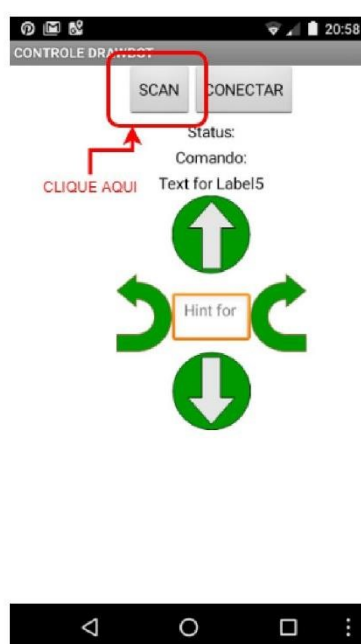 20:58
CONTROLE DRAWBOT
SCAN CONECTAR
Status:
Comando:
CLIQUE AQUI Text for Label5
Hint for